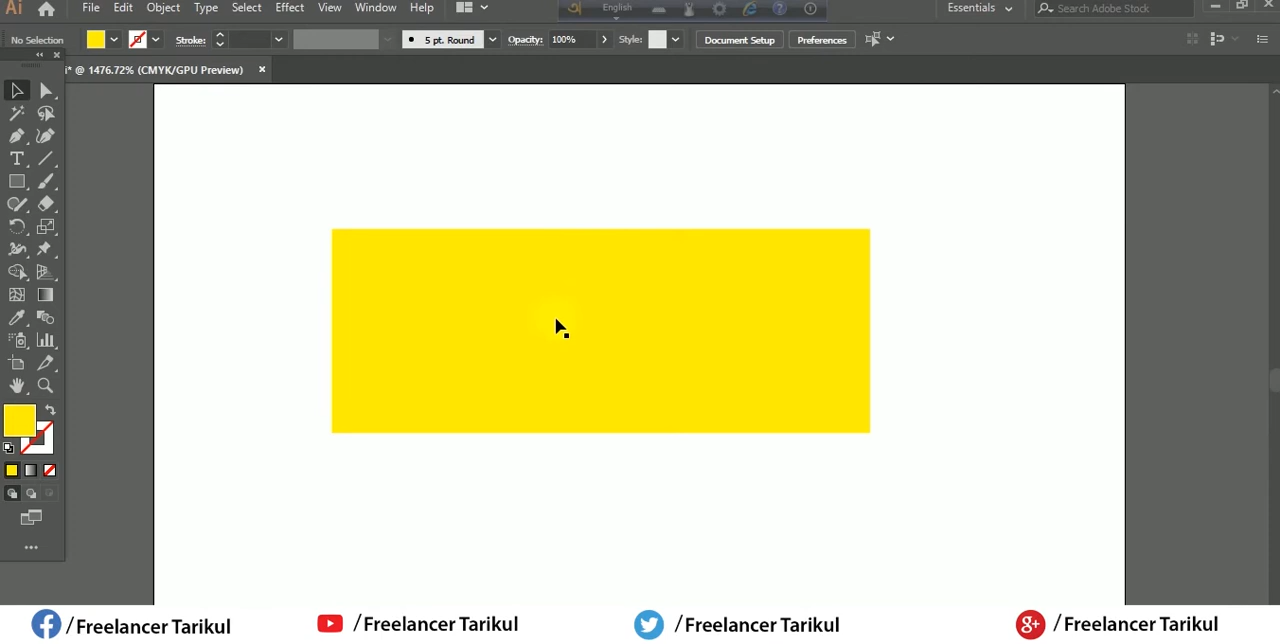 Ai File Edit Object Type Select Effect View Window Help English Essentials Search Adobe Stock
No Selection Stroke: 5 pt. Round Opacity: 100% Style: Document Setup Preferences
i* @ 1476.72% (CMYK/GPU Preview)
/Freelancer Tarikul /Freelancer Tarikul /Freelancer Tarikul /Freelancer Tarikul